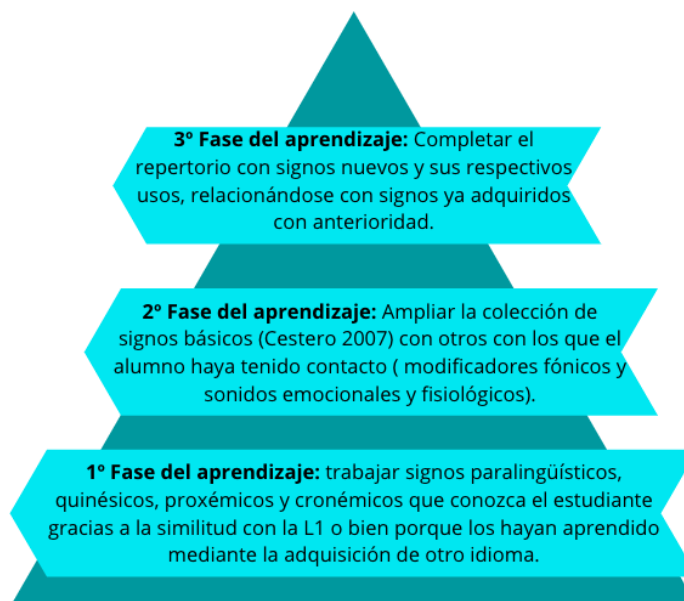 3º Fase del aprendizaje: Completar el
repertorio con signos nuevos y sus respectivos
usos, relacionándose con signos ya adquiridos
con anterioridad.
2º Fase del aprendizaje: Ampliar la colección de
signos básicos (Cestero 2007) con otros con los que el
alumno haya tenido contacto ( modificadores fónicos y
sonidos emocionales y fisiológicos).
1º Fase del aprendizaje: trabajar signos paralingüísticos,
quinésicos, proxémicos y cronémicos que conozca el estudiante
gracias a la similitud con la L1 o bien porque los hayan aprendido
mediante la adquisición de otro idioma.